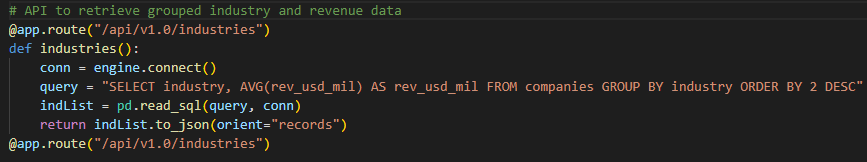 # API to retrieve grouped industry and revenue data
@app.route("/api/v1.0/industries")
def industries():
    conn = engine.connect()
    query = "SELECT industry, AVG(rev_usd_mil) AS rev_usd_mil FROM companies GROUP BY industry ORDER BY 2 DESC"
    indList = pd.read_sql(query, conn)
    return indList.to_json(orient="records")
@app.route("/api/v1.0/industries")